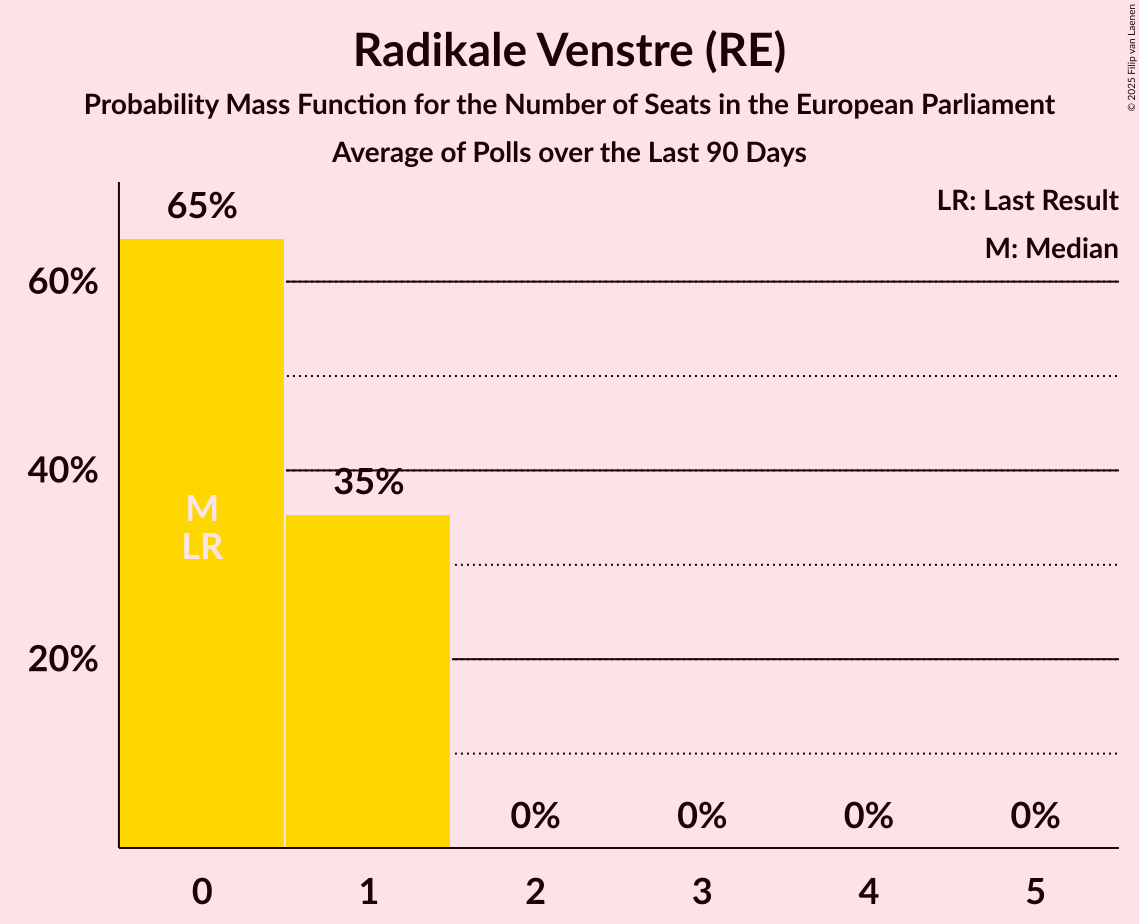 Radikale Venstre (RE)
Probability Mass Function for the Number of Seats in the European Parliament
Average of Polls over the Last 90 Days
© 2025 Filip van Laenen
LR: Last Result
M: Median
65%
60%
40%
35%
M
LR
20%
0% 0% 0% 0%
0 1 2 3 4 5